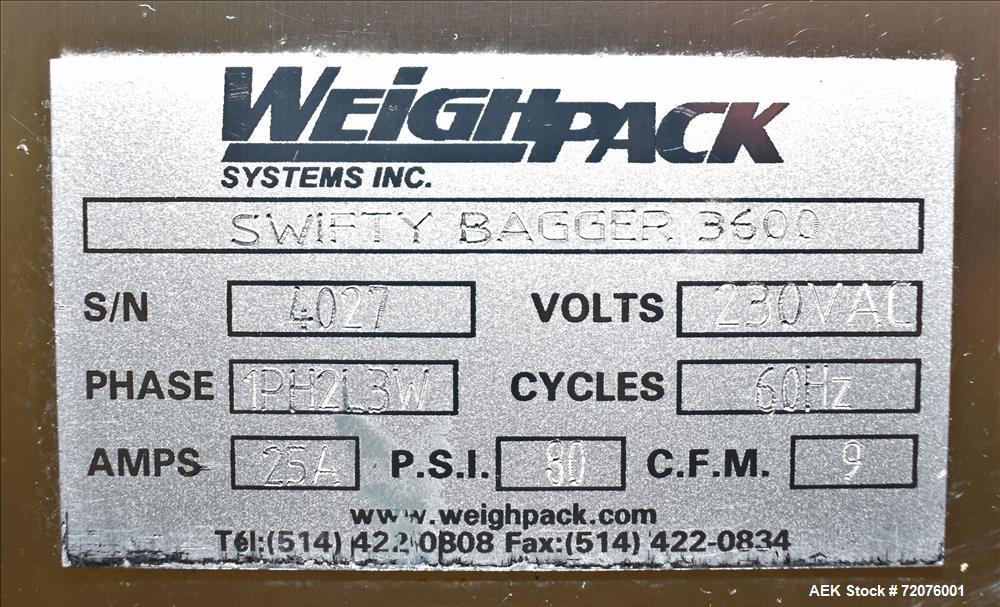 WEiGHPACK
SYSTEMS INC.
SWIFTY BAGGER 3600
S/N 4027 VOLTS 230VAC
PHASE 1PH2L3W CYCLES 60Hz
AMPS 25A P.S.I. 80 C.F.M. 9
www.weighpack.com
Tél:(514) 422-0808 Fax:(514) 422-0834
AEK Stock # 72076001